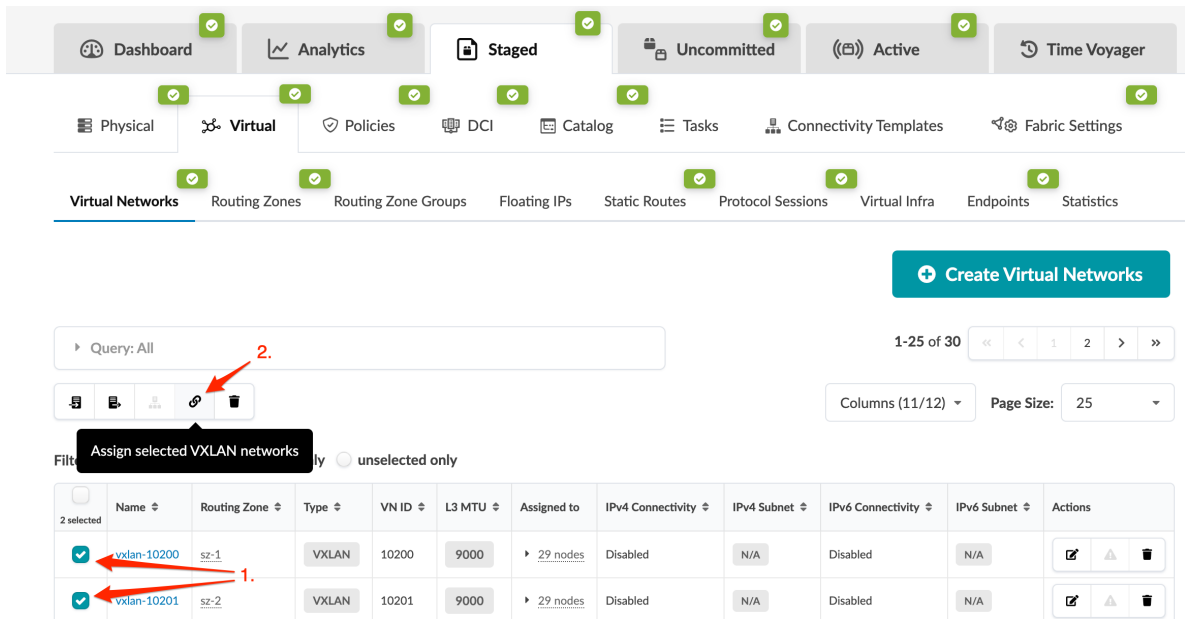 Dashboard Analytics Staged Uncommitted Active Time Voyager
Physical Virtual Policies DCI Catalog Tasks Connectivity Templates Fabric Settings
Virtual Networks Routing Zones Routing Zone Groups Floating IPs Static Routes Protocol Sessions Virtual Infra Endpoints Statistics
Create Virtual Networks
Query: All 2. 1-25 of 30 « ‹ 1 2 › »
Columns (11/12) Page Size: 25
Assign selected VXLAN networks
Filte ly unselected only
2 selected Name Routing Zone Type VN ID L3 MTU Assigned to IPv4 Connectivity IPv4 Subnet IPv6 Connectivity IPv6 Subnet Actions
vxlan-10200 sz-1 VXLAN 10200 9000 29 nodes Disabled N/A Disabled N/A
1.
vxlan-10201 sz-2 VXLAN 10201 9000 29 nodes Disabled N/A Disabled N/A